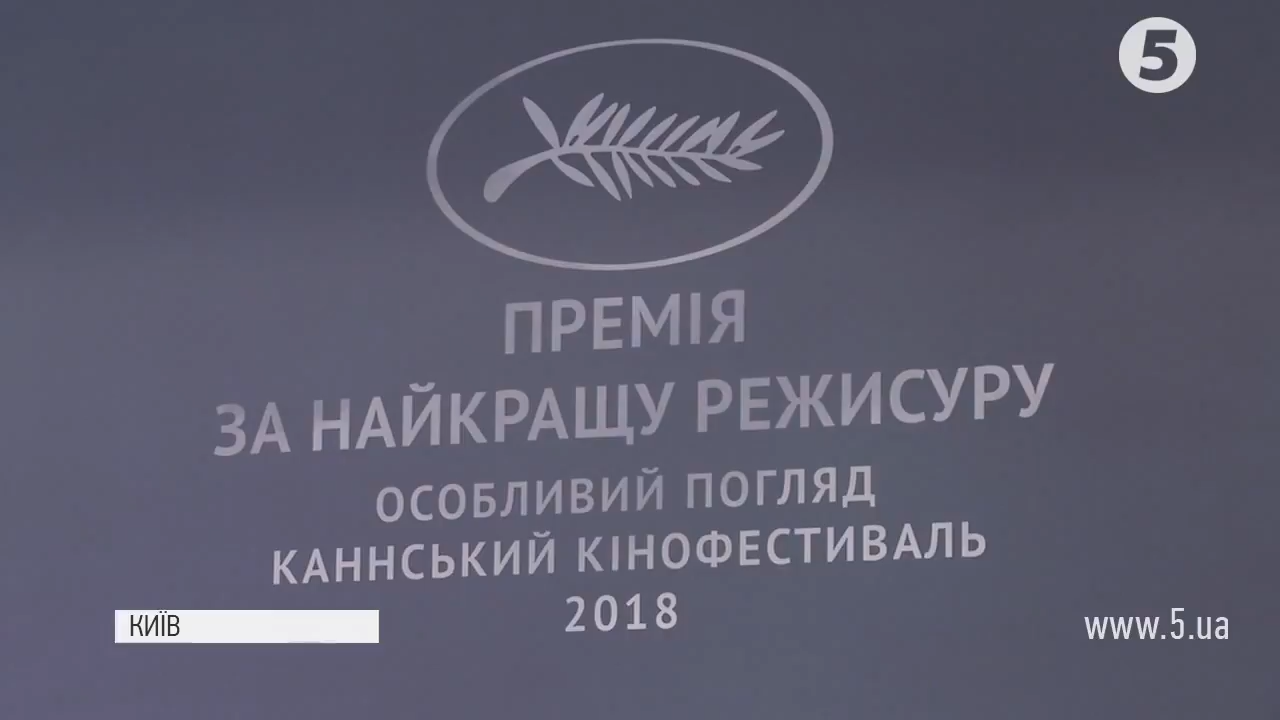 5
ПРЕМІЯ
ЗА НАЙКРАЩУ РЕЖИСУРУ
ОСОБЛИВИЙ ПОГЛЯД
КАННСЬКИЙ КІНОФЕСТИВАЛЬ
2018
КИЇВ
www.5.ua